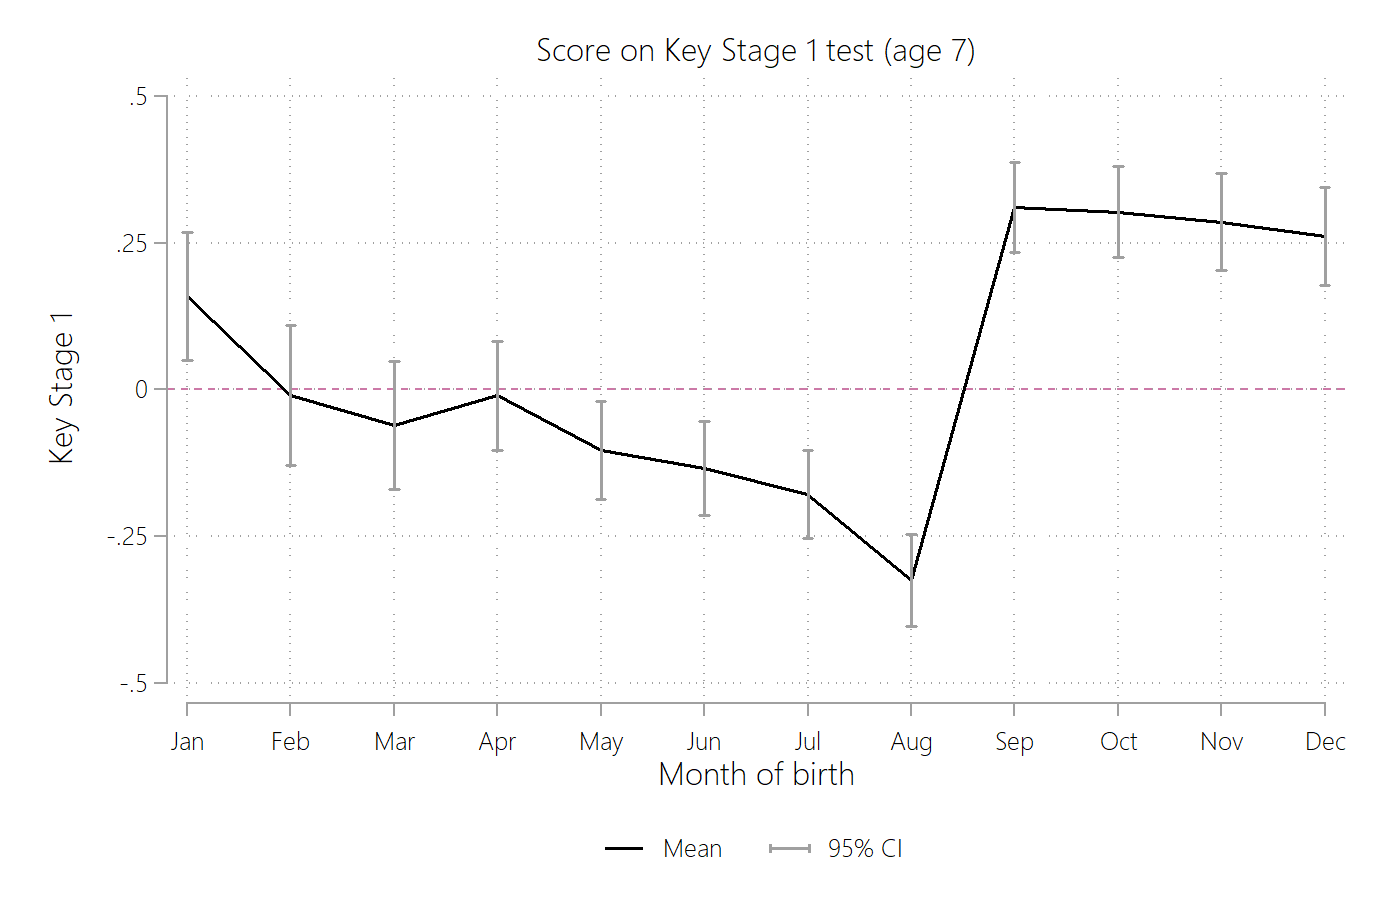 Score on Key Stage 1 test (age 7)
.5
.25
0
-.25
-.5
Key Stage 1
Jan Feb Mar Apr May Jun Jul Aug Sep Oct Nov Dec
Month of birth
Mean 95% CI